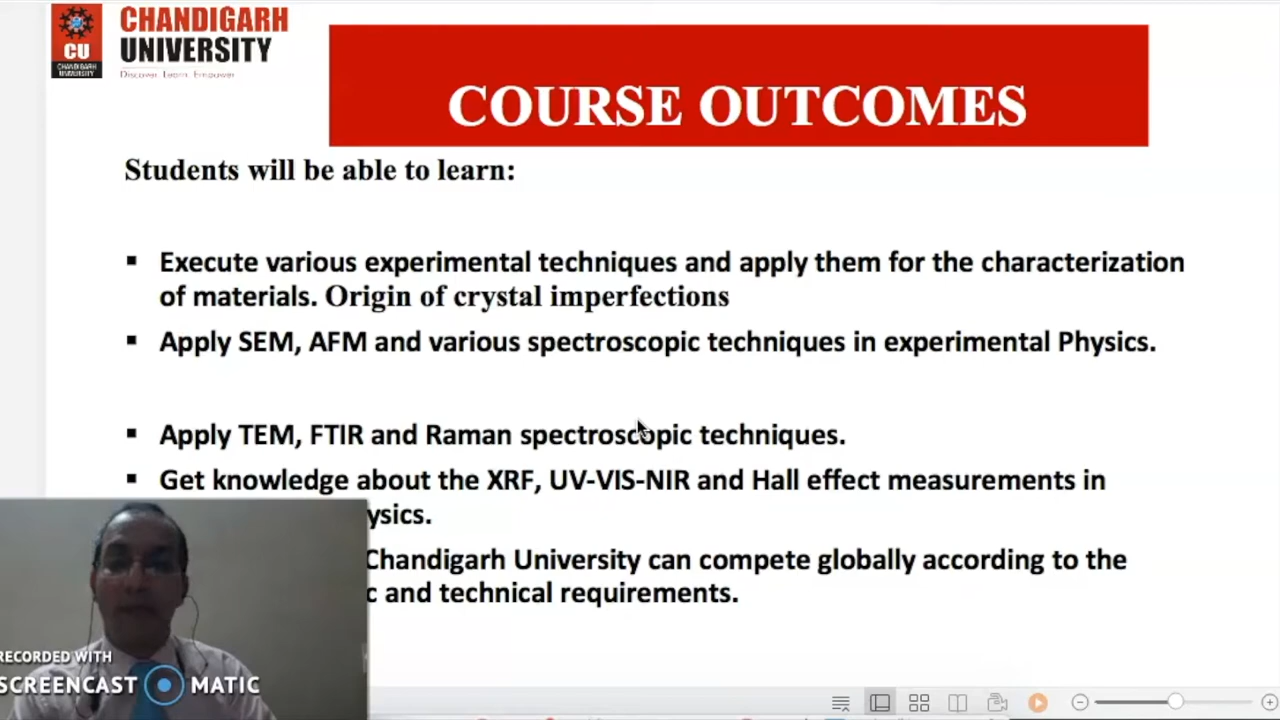 CHANDIGARH
UNIVERSITY
Discover. Learn. Empower.
CU
CHANDIGARH
UNIVERSITY
COURSE OUTCOMES
Students will be able to learn:
▪ Execute various experimental techniques and apply them for the characterization
of materials. Origin of crystal imperfections
▪ Apply SEM, AFM and various spectroscopic techniques in experimental Physics.
▪ Apply TEM, FTIR and Raman spectroscopic techniques.
▪ Get knowledge about the XRF, UV-VIS-NIR and Hall effect measurements in
ysics.
Chandigarh University can compete globally according to the
c and technical requirements.
RECORDED WITH
SCREENCAST MATIC